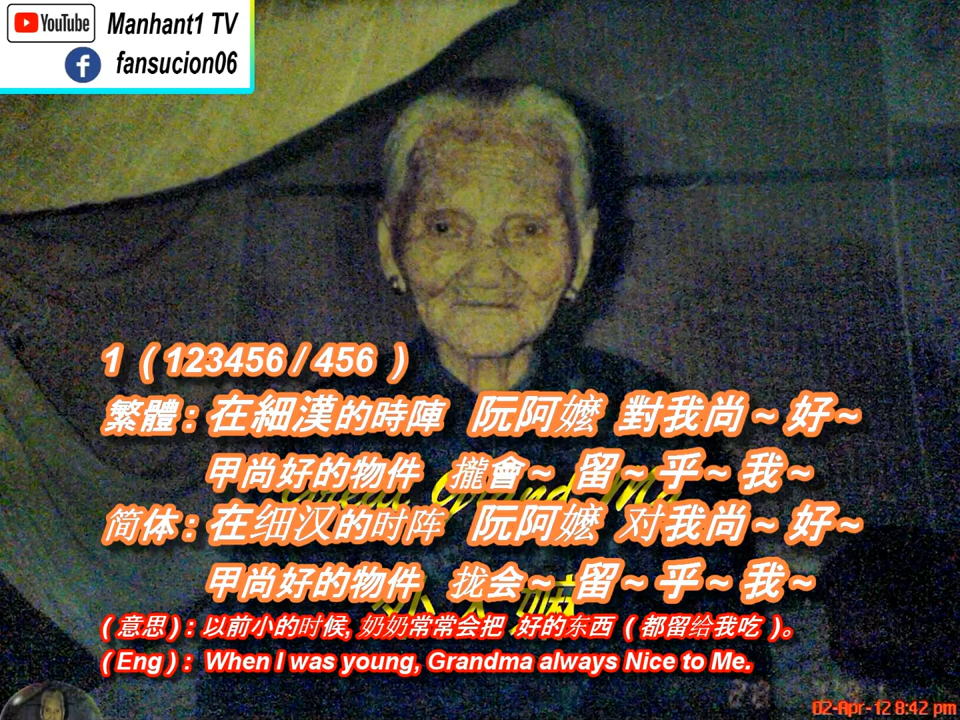 YouTube Manhant1 TV
f fansucion06
1 ( 123456 / 456 )
繁體 : 在細漢的時陣 阮阿嬤 對我尚 ~ 好 ~
甲尚好的物件 攏會 ~ 留 ~ 乎 ~ 我 ~
Great Grand Ma
简体 : 在细汉的时阵 阮阿嬷 对我尚 ~ 好 ~
甲尚好的物件 拢会 ~ 留 ~ 乎 ~ 我 ~
( 意思 ) : 以前小的时候, 奶奶常常会把 好的东西 ( 都留给我吃 )。
( Eng ) : When I was young, Grandma always Nice to Me.
02-Apr-12 8:42 pm